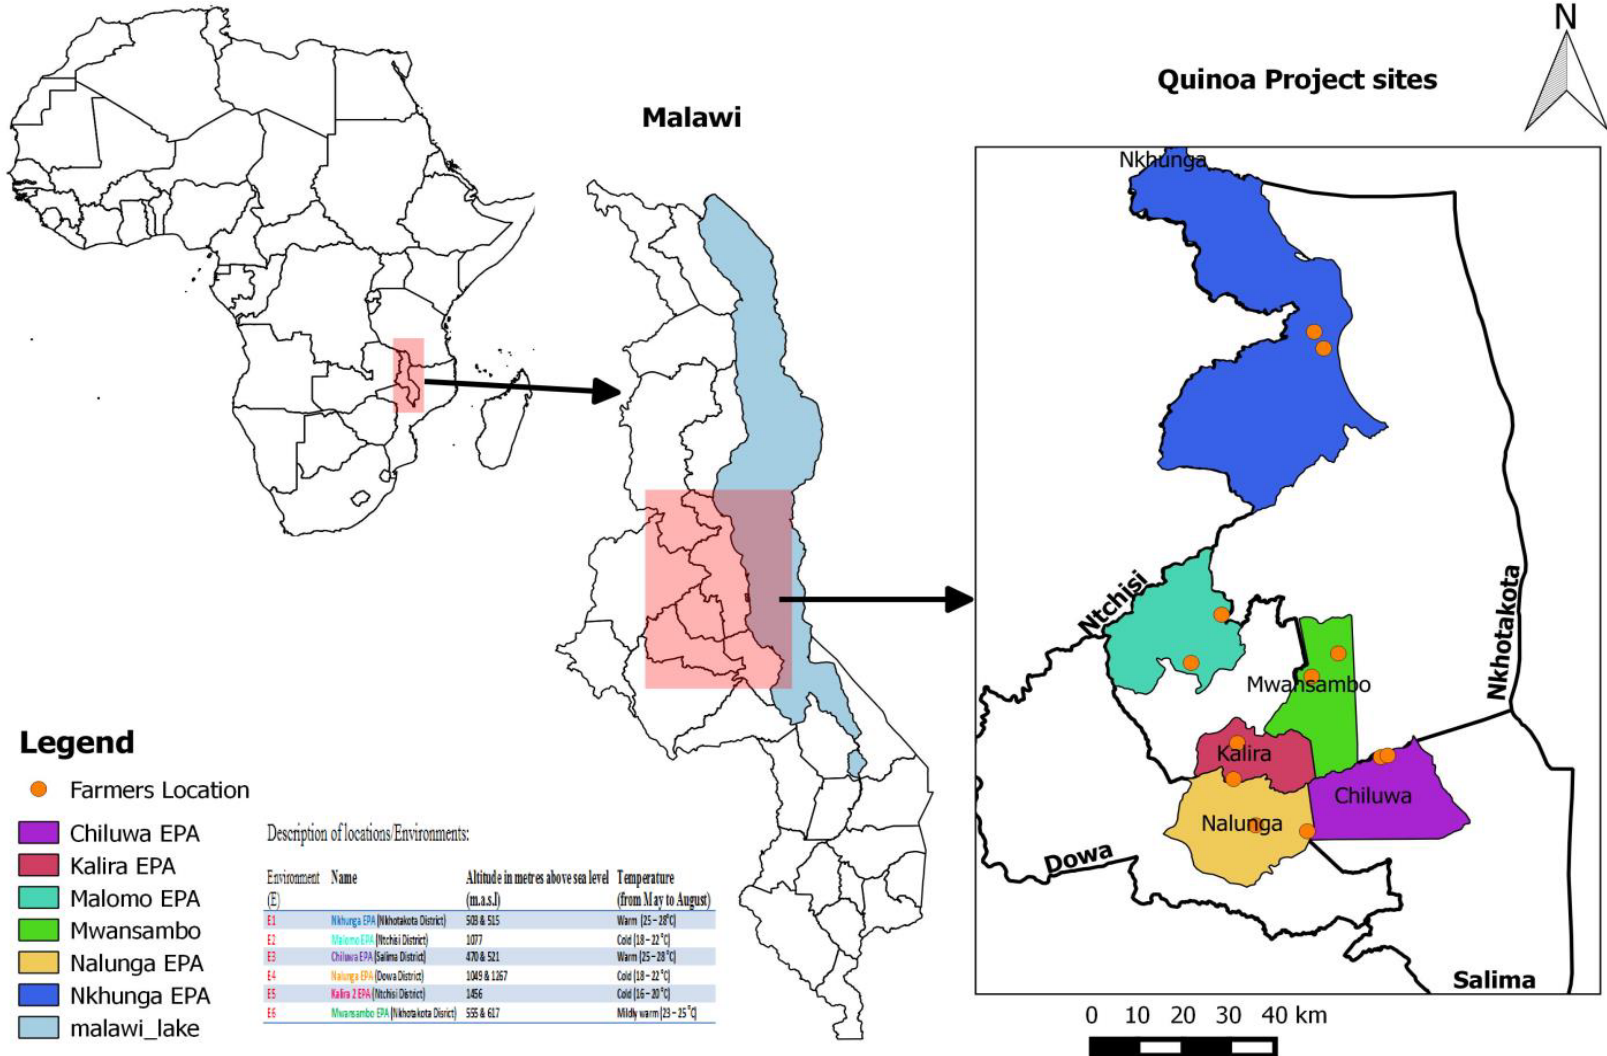 N
Quinoa Project sites
Malawi
Nkhunga
Ntchisi
Nkhotakota
Mwansambo
Kalira
Chiluwa
Nalunga
Dowa
Salima
0 10 20 30 40 km
Legend
Farmers Location
Chiluwa EPA
Kalira EPA
Malomo EPA
Mwansambo
Nalunga EPA
Nkhunga EPA
malawi_lake
Description of locations/Environments:
Environment Name Altitude in metres above sea level Temperature
(E) (m.a.s.l) (from May to August)
E1 Nkhunga EPA (Nkhotakota District) 503 & 515 Warm (25 – 28°C)
E2 Malomo EPA (Ntchisi District) 1077 Cold (18 – 22 °C)
E3 Chiluwa EPA (Salima District) 470 & 521 Warm (25 – 28°C)
E4 Nalunga EPA (Dowa District) 1049 & 1267 Cold (18 – 22 °C)
E5 Kalira 2 EPA (Ntchisi District) 1456 Cold (16 – 20 °C)
E6 Mwansambo EPA (Nkhotakota Disrict) 555 & 617 Mildly warm (23 – 25 °C)